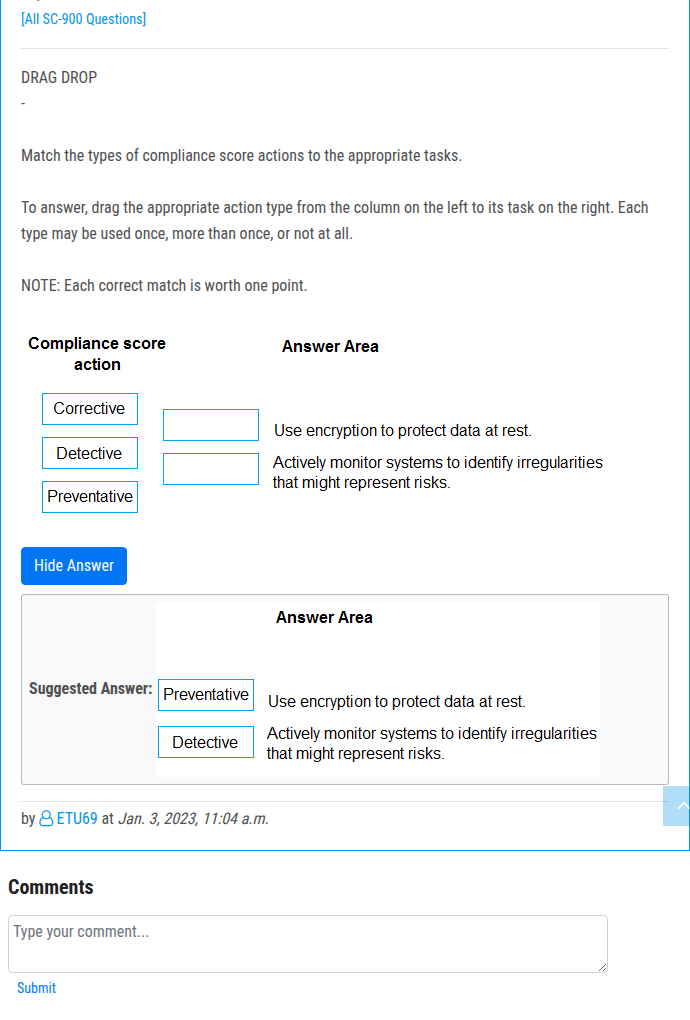 [All SC-900 Questions]
DRAG DROP
-
Match the types of compliance score actions to the appropriate tasks.
To answer, drag the appropriate action type from the column on the left to its task on the right. Each
type may be used once, more than once, or not at all.
NOTE: Each correct match is worth one point.
Compliance score
action
Answer Area
Corrective
Detective
Preventative
Use encryption to protect data at rest.
Actively monitor systems to identify irregularities
that might represent risks.
Hide Answer
Suggested Answer:
Answer Area
Preventative
Use encryption to protect data at rest.
Detective
Actively monitor systems to identify irregularities
that might represent risks.
by ETU69 at Jan. 3, 2023, 11:04 a.m.
Comments
Type your comment...
Submit